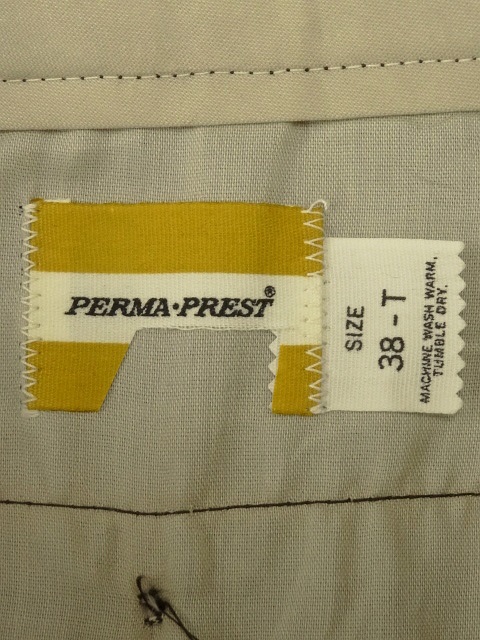 PERMA·PREST®
SIZE
38-T
MACHINE WASH WARM,
TUMBLE DRY.